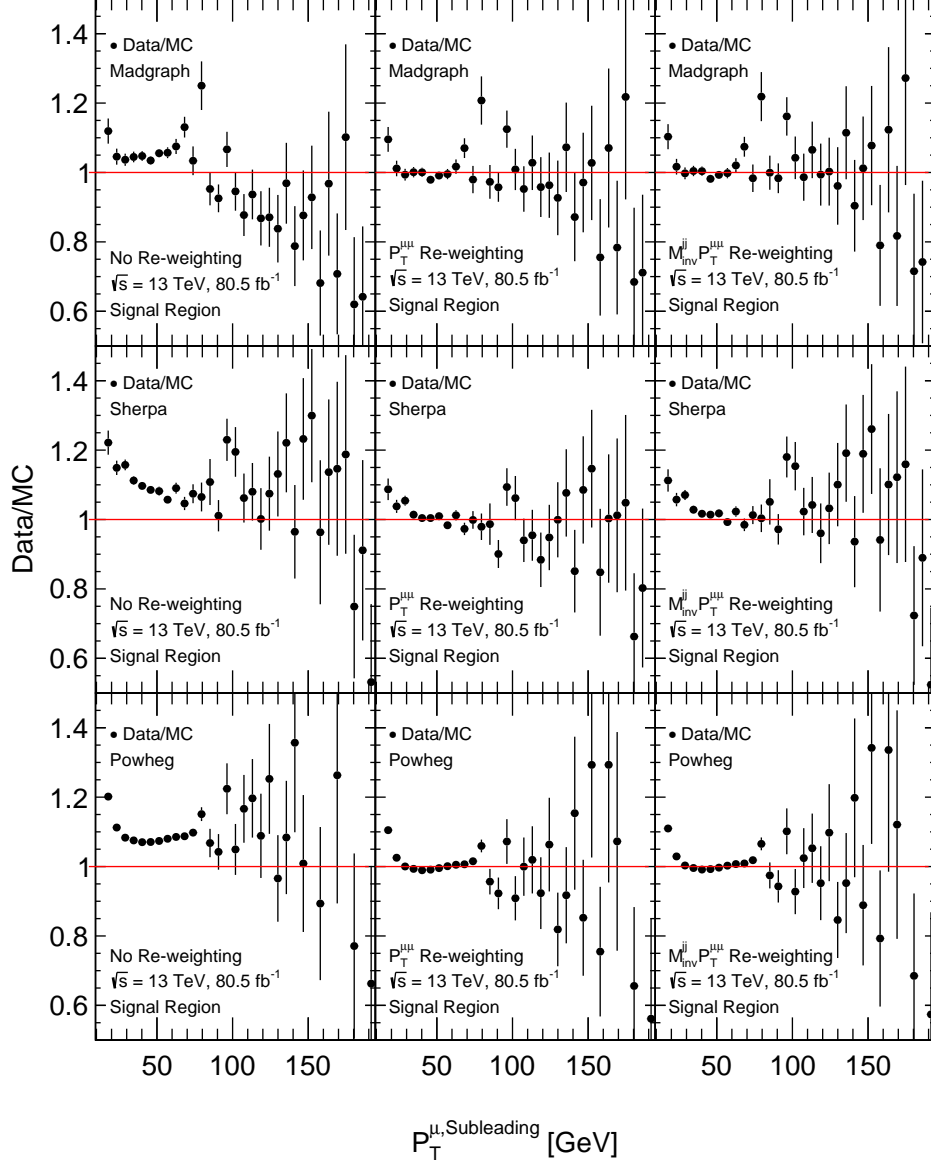 1.4
1.2
1
0.8
0.6
• Data/MC
Madgraph
No Re-weighting
√s = 13 TeV, 80.5 fb⁻¹
Signal Region
• Data/MC
Madgraph
P_T^μμ Re-weighting
√s = 13 TeV, 80.5 fb⁻¹
Signal Region
• Data/MC
Madgraph
M_inv^jj P_T^μμ Re-weighting
√s = 13 TeV, 80.5 fb⁻¹
Signal Region
Data/MC
1.4
1.2
1
0.8
0.6
• Data/MC
Sherpa
No Re-weighting
√s = 13 TeV, 80.5 fb⁻¹
Signal Region
• Data/MC
Sherpa
P_T^μμ Re-weighting
√s = 13 TeV, 80.5 fb⁻¹
Signal Region
• Data/MC
Sherpa
M_inv^jj P_T^μμ Re-weighting
√s = 13 TeV, 80.5 fb⁻¹
Signal Region
1.4
1.2
1
0.8
0.6
• Data/MC
Powheg
No Re-weighting
√s = 13 TeV, 80.5 fb⁻¹
Signal Region
• Data/MC
Powheg
P_T^μμ Re-weighting
√s = 13 TeV, 80.5 fb⁻¹
Signal Region
• Data/MC
Powheg
M_inv^jj P_T^μμ Re-weighting
√s = 13 TeV, 80.5 fb⁻¹
Signal Region
50 100 150 50 100 150 50 100 150
P_T^μ,Subleading [GeV]